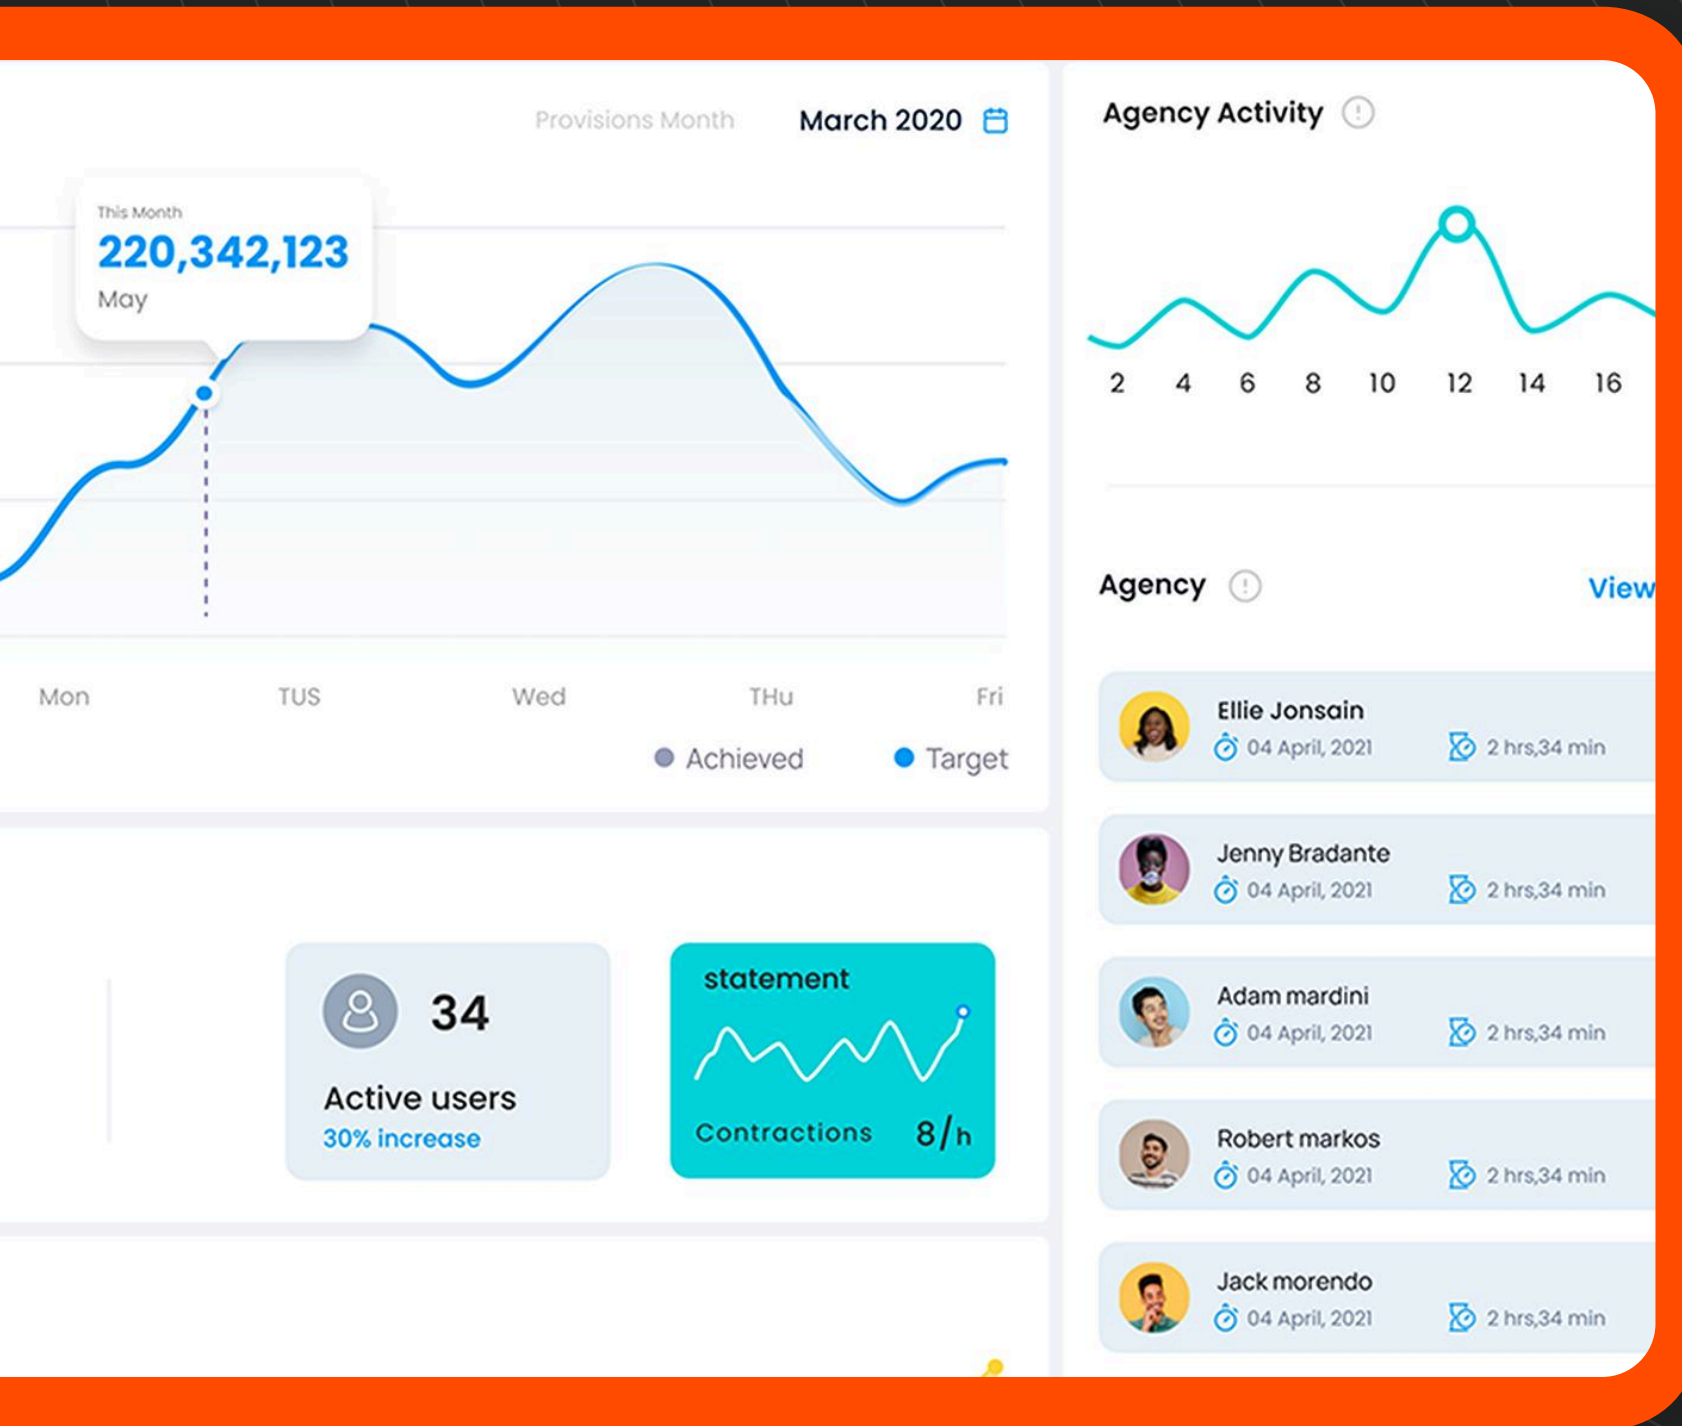 Provisions Month March 2020
This Month
220,342,123
May
Mon TUS Wed THu Fri
Achieved Target
34
Active users
30% increase
statement
Contractions 8/h
Agency Activity
2 4 6 8 10 12 14 16
Agency View
Ellie Jonsain
04 April, 2021 2 hrs,34 min
Jenny Bradante
04 April, 2021 2 hrs,34 min
Adam mardini
04 April, 2021 2 hrs,34 min
Robert markos
04 April, 2021 2 hrs,34 min
Jack morendo
04 April, 2021 2 hrs,34 min